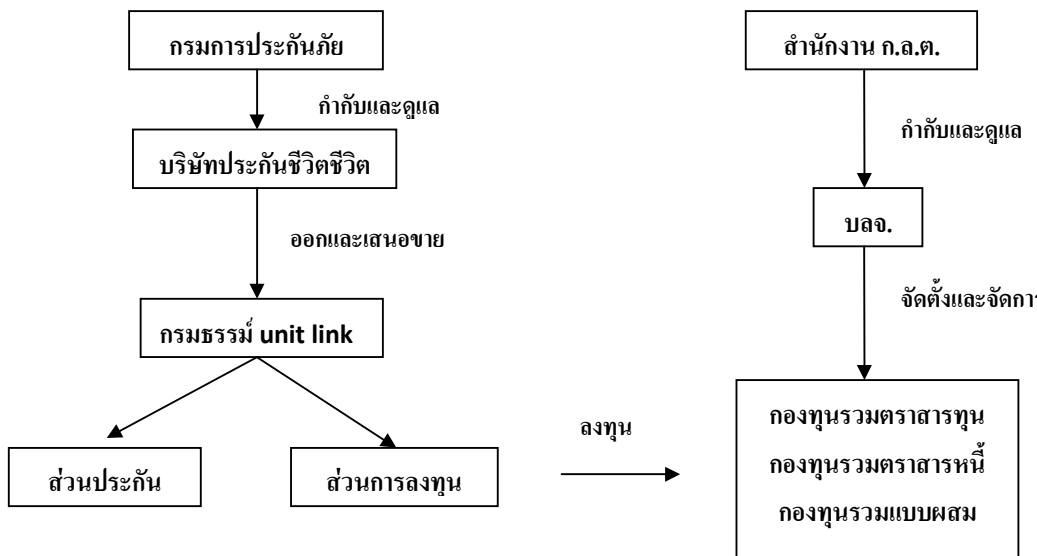 กรมการประกันภัย
กำกับและดูแล
บริษัทประกันชีวิตชีวิต
ออกและเสนอขาย
กรมธรรม์ unit link
ส่วนประกัน
ส่วนการลงทุน
ลงทุน
สำนักงาน ก.ล.ต.
กำกับและดูแล
บลจ.
จัดตั้งและจัดการ
กองทุนรวมตราสารทุน
กองทุนรวมตราสารหนี้
กองทุนรวมแบบผสม